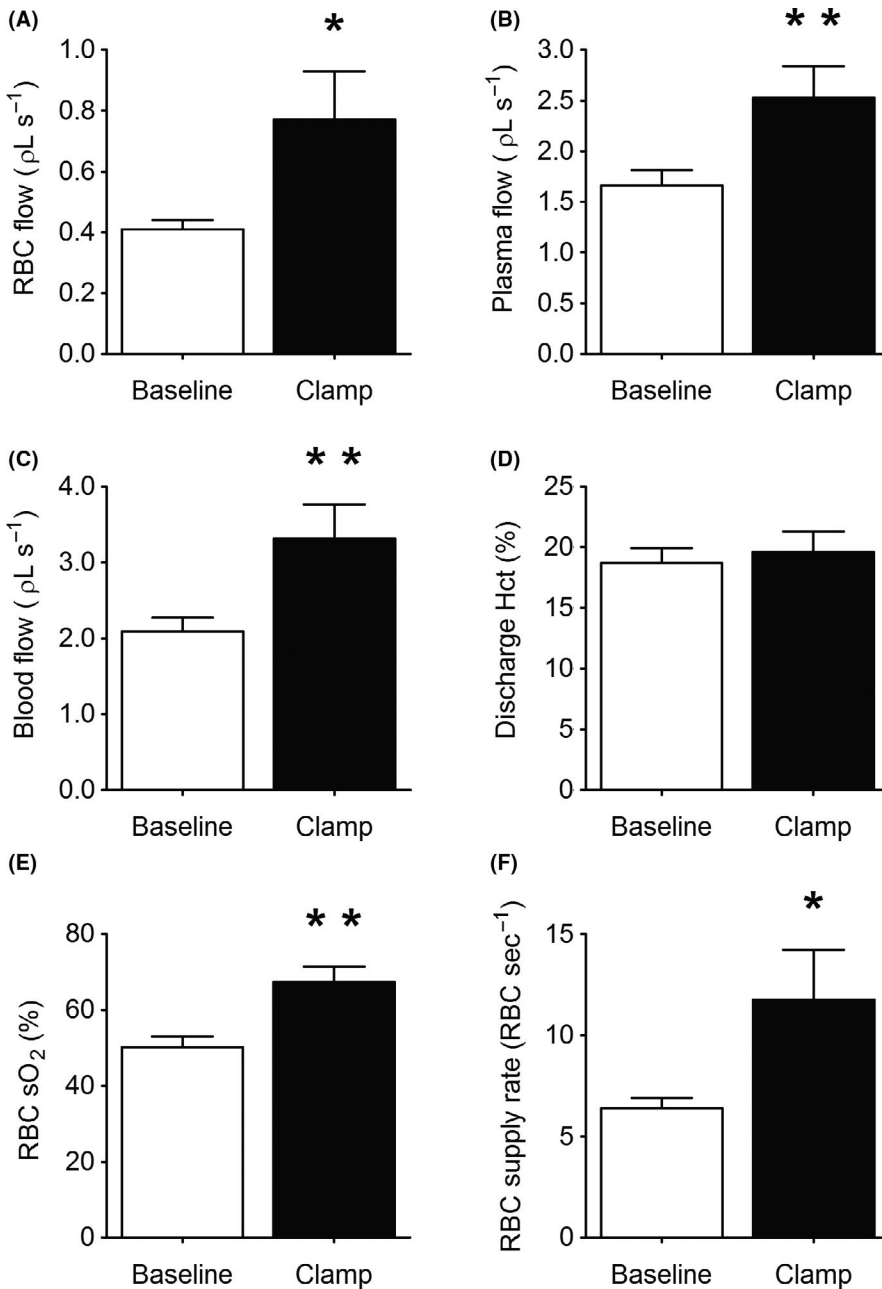 (A)
*
RBC flow (ρL s⁻¹)
1.0
0.8
0.6
0.4
0.2
0.0
Baseline Clamp
(B)
* *
Plasma flow ( ρL s⁻¹)
3.0
2.5
2.0
1.5
1.0
0.5
0.0
Baseline Clamp
(C)
* *
Blood flow ( ρL s⁻¹)
4.0
3.0
2.0
1.0
0.0
Baseline Clamp
(D)
Discharge Hct (%)
25
20
15
10
5
0
Baseline Clamp
(E)
* *
RBC sO₂ (%)
80
60
40
20
0
Baseline Clamp
(F)
*
RBC supply rate (RBC sec⁻¹)
15
10
5
0
Baseline Clamp